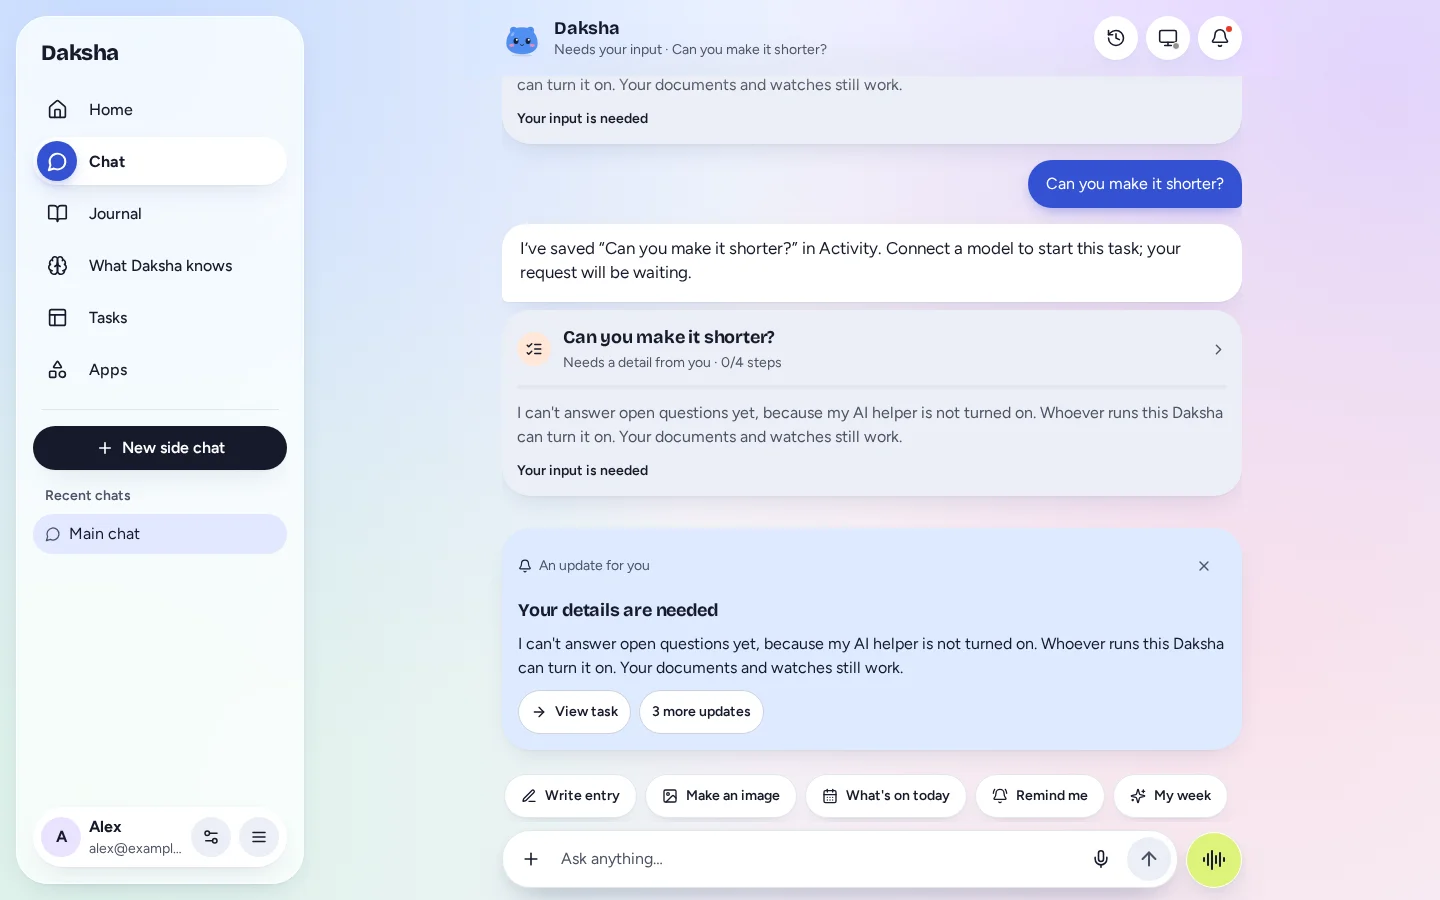 Daksha
Home
Chat
Journal
What Daksha knows
Tasks
Apps
New side chat
Recent chats
Main chat
A
Alex
alex@exampl...
Daksha
Needs your input · Can you make it shorter?
can turn it on. Your documents and watches still work.
Your input is needed
Can you make it shorter?
I've saved "Can you make it shorter?" in Activity. Connect a model to start this task; your
request will be waiting.
Can you make it shorter?
Needs a detail from you · 0/4 steps
I can't answer open questions yet, because my AI helper is not turned on. Whoever runs this Daksha
can turn it on. Your documents and watches still work.
Your input is needed
An update for you
Your details are needed
I can't answer open questions yet, because my AI helper is not turned on. Whoever runs this Daksha
can turn it on. Your documents and watches still work.
View task
3 more updates
Write entry
Make an image
What's on today
Remind me
My week
Ask anything...